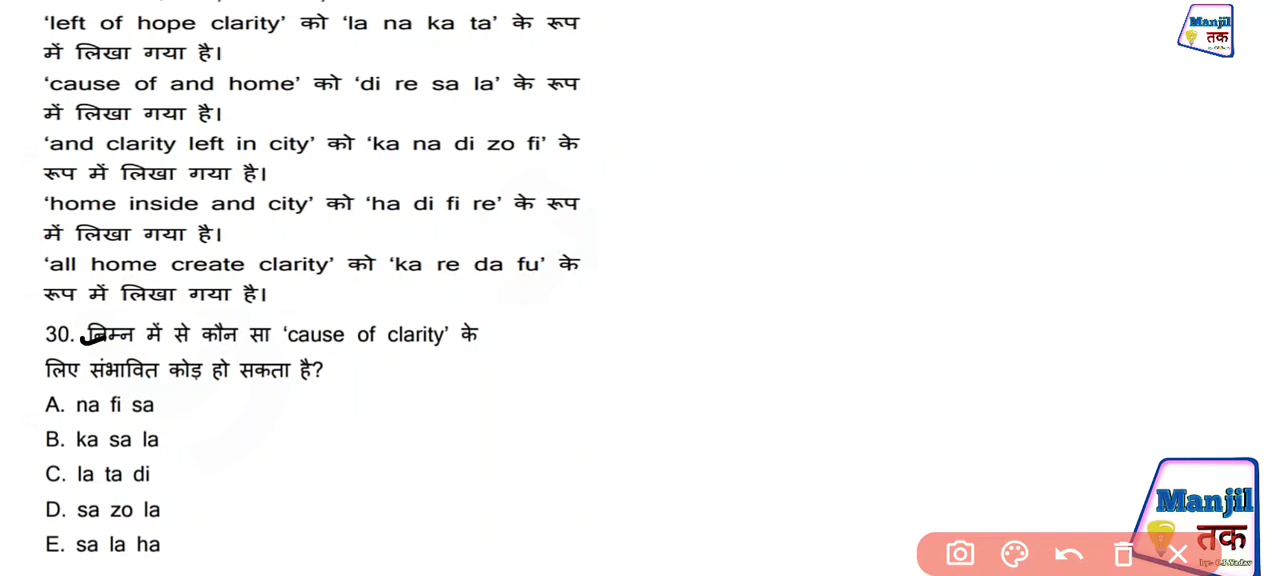 'left of hope clarity' को 'la na ka ta' के रूप
में लिखा गया है।
'cause of and home' को 'di re sa la' के रूप
में लिखा गया है।
'and clarity left in city' को 'ka na di zo fi' के
रूप में लिखा गया है।
'home inside and city' को 'ha di fi re' के रूप
में लिखा गया है।
'all home create clarity' को 'ka re da fu' के
रूप में लिखा गया है।
30. निम्न में से कौन सा 'cause of clarity' के
लिए संभावित कोड़ हो सकता है?
A. na fi sa
B. ka sa la
C. la ta di
D. sa zo la
E. sa la ha
Manjil
तक
Manjil
तक